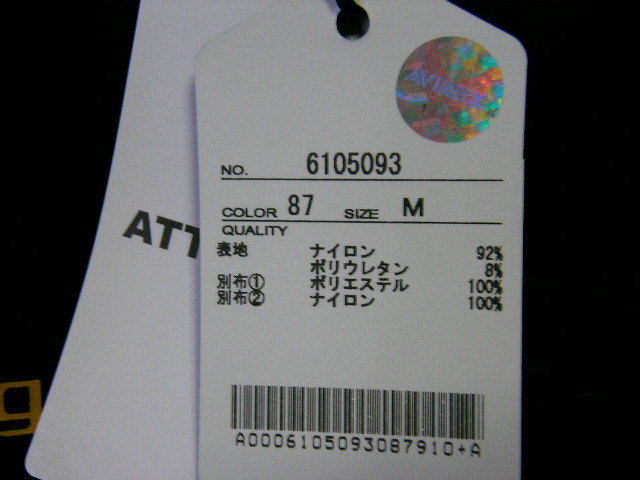 AVIREX
NO. 6105093
COLOR 87 SIZE M
QUALITY
表地 ナイロン 92%
ポリウレタン 8%
別布① ポリエステル 100%
別布② ナイロン 100%
A0006105093087910+A
ATT
g